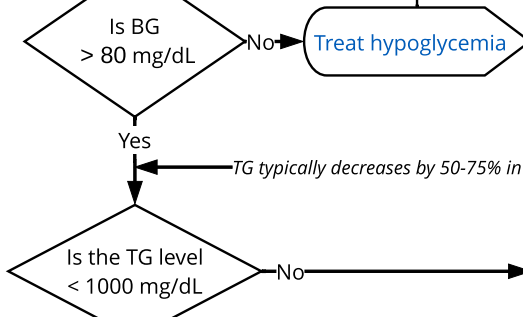 Is BG
> 80 mg/dL
No
Treat hypoglycemia
Yes
TG typically decreases by 50-75% in
Is the TG level
< 1000 mg/dL
No